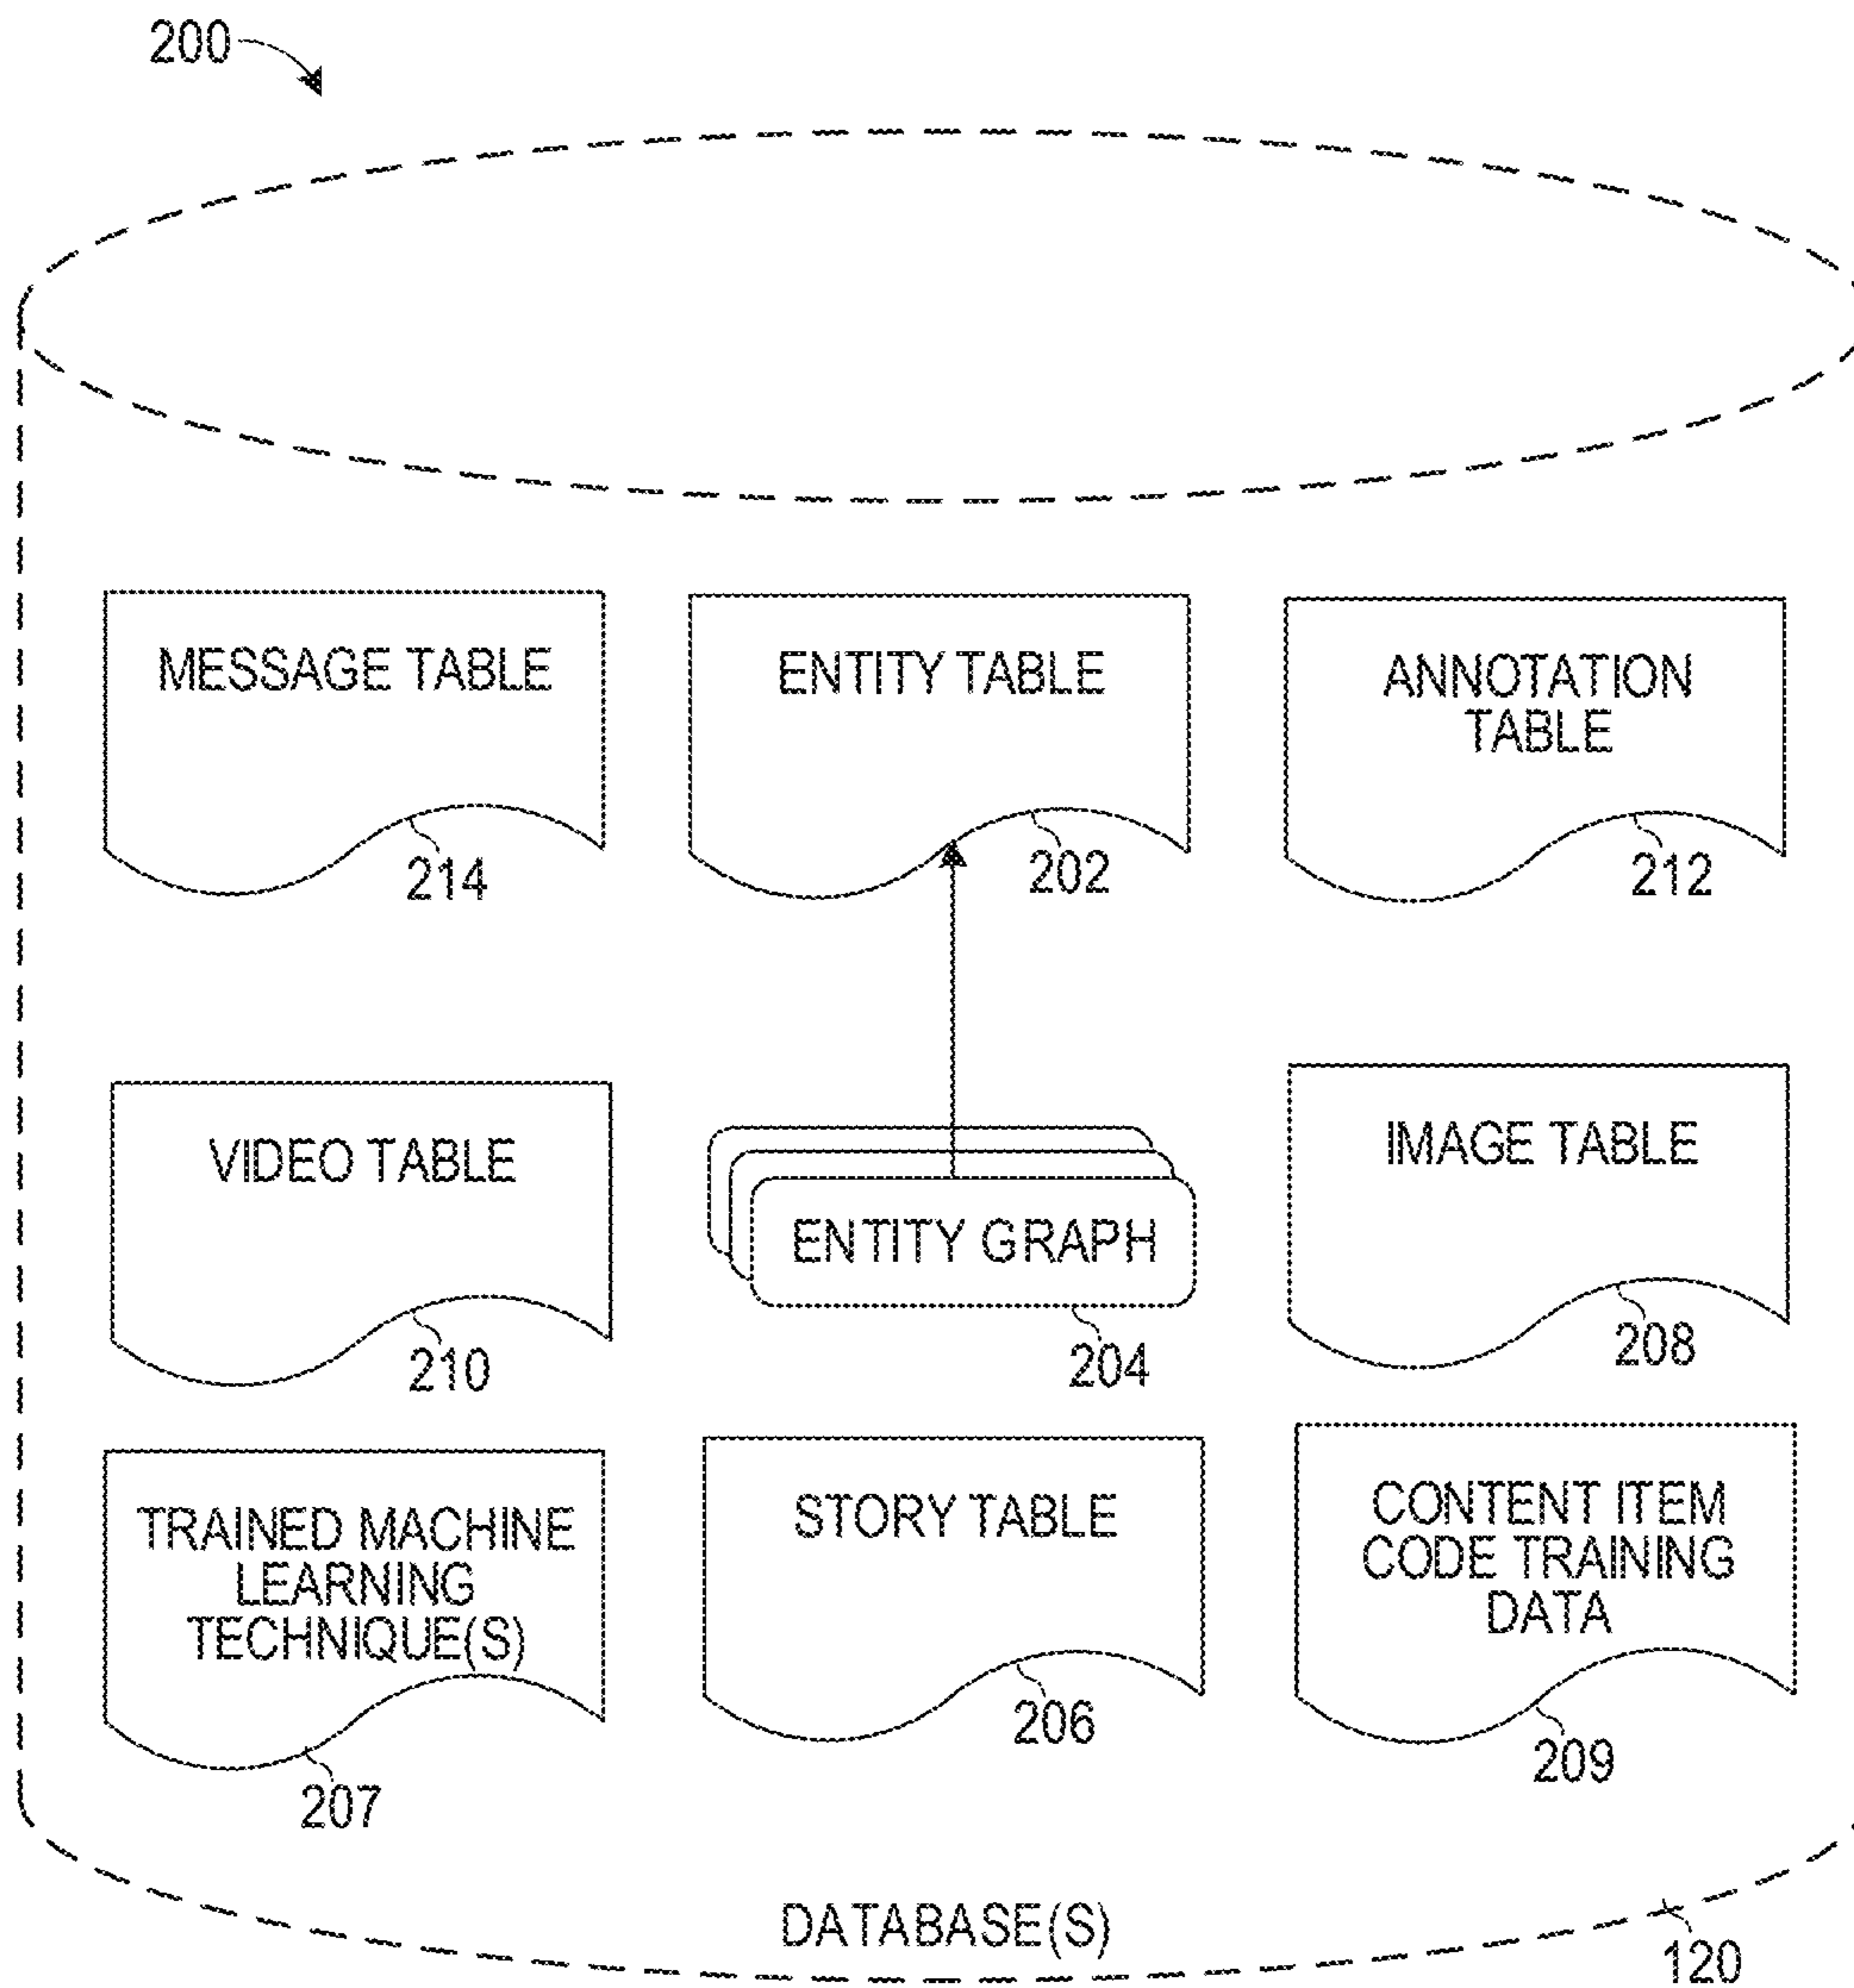 200
MESSAGE TABLE
214
ENTITY TABLE
202
ANNOTATION
TABLE
212
VIDEO TABLE
210
ENTITY GRAPH
204
IMAGE TABLE
208
TRAINED MACHINE
LEARNING
TECHNIQUE(S)
207
STORY TABLE
206
CONTENT ITEM
CODE TRAINING
DATA
209
DATABASE(S)
120